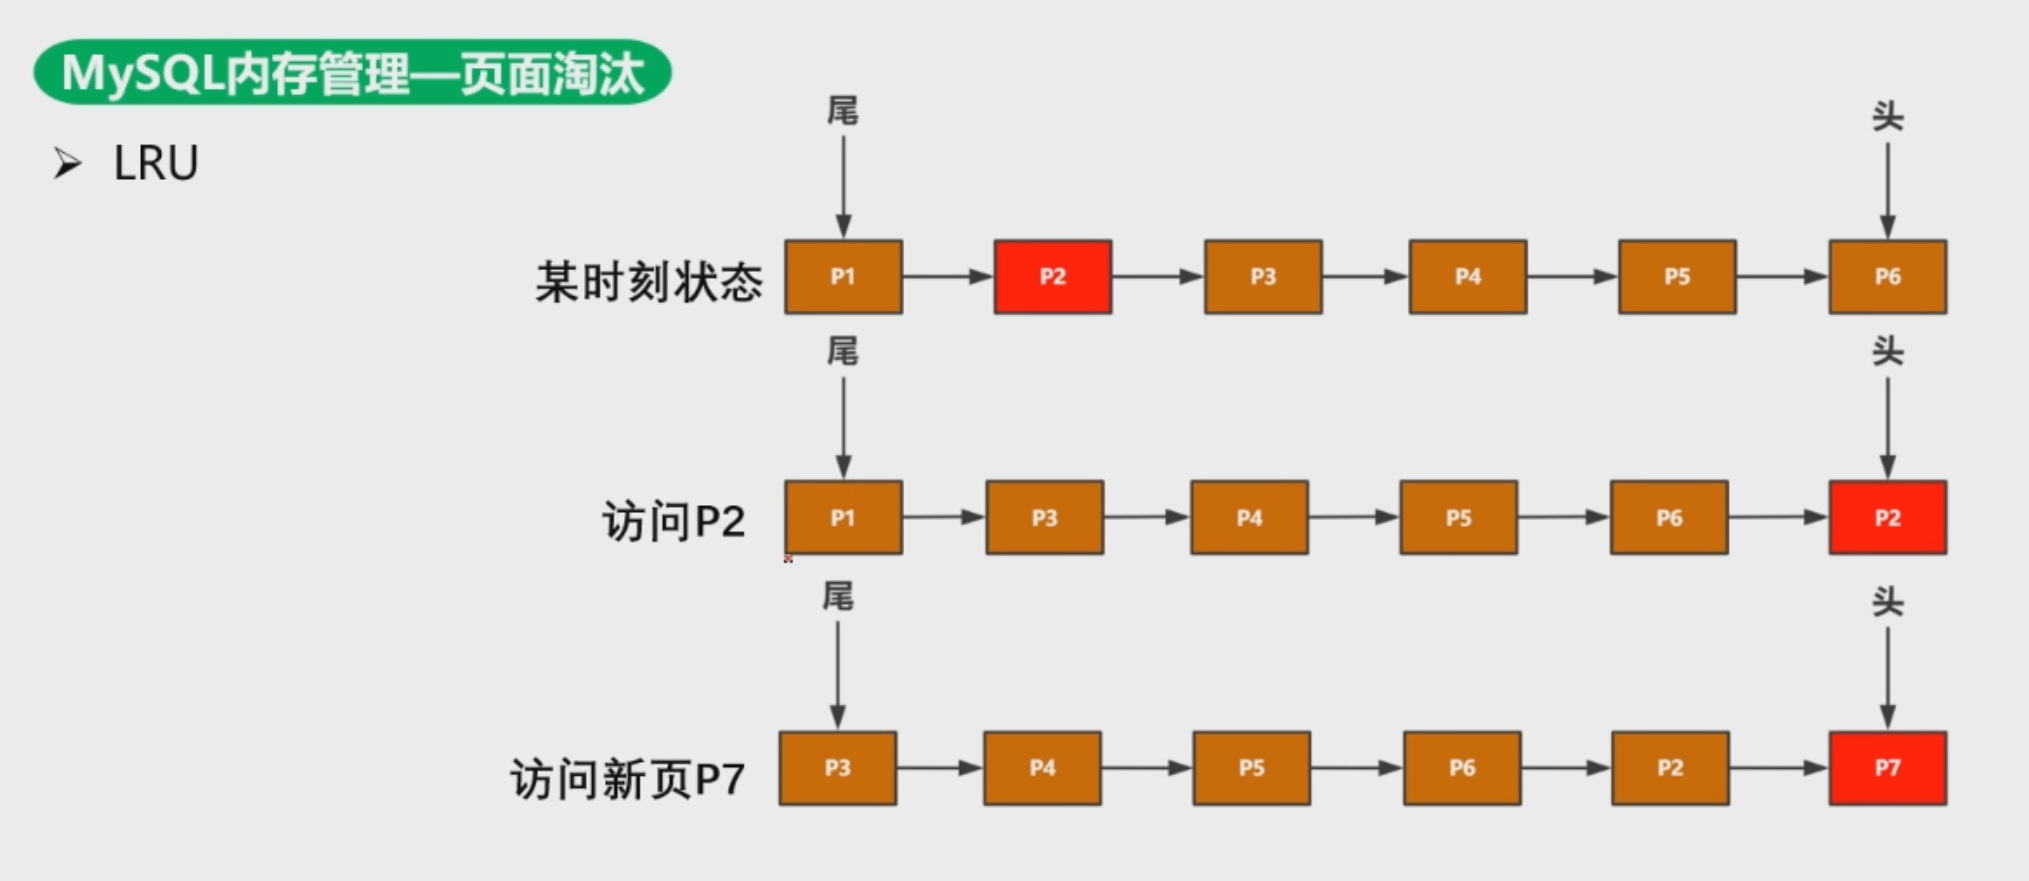 MySQL内存管理—页面淘汰
LRU
尾 头
某时刻状态 P1 P2 P3 P4 P5 P6
尾 头
访问P2 P1 P3 P4 P5 P6 P2
尾 头
访问新页P7 P3 P4 P5 P6 P2 P7